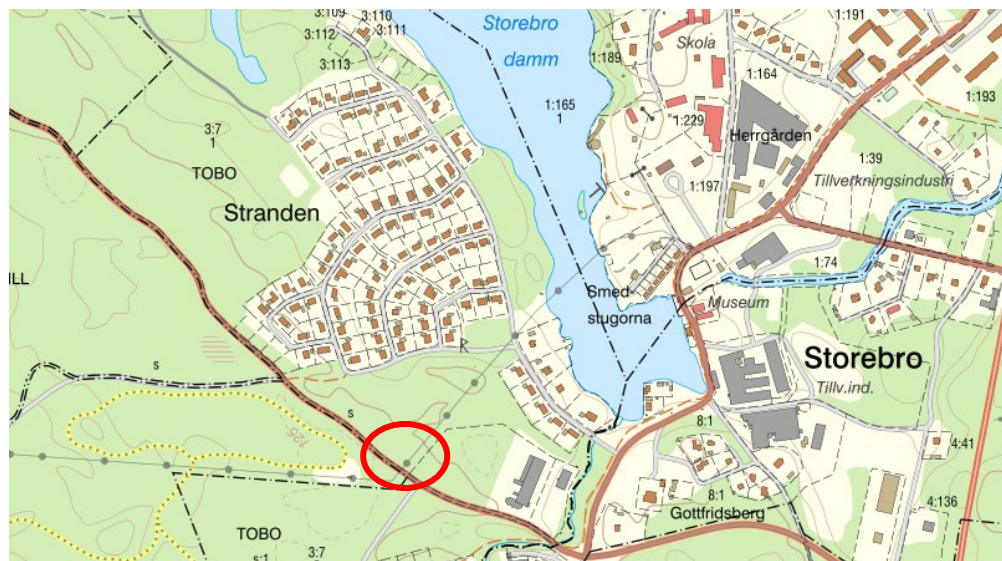 3:109
3:110
3:111
3:112
3:113
Storebro
damm
1:189
Skola
1:191
1:164
1:193
1:165
1
1:229
Herrgården
3:7
1
TOBO
1:39
Tillverkningsindustri
1:197
Stranden
ILL
1:74
Smed-
stugorna
Museum
Storebro
Tillv.ind.
s
R
s
125
8:1
4:41
8:1
4:136
Gottfridsberg
TOBO
3:7
s:1